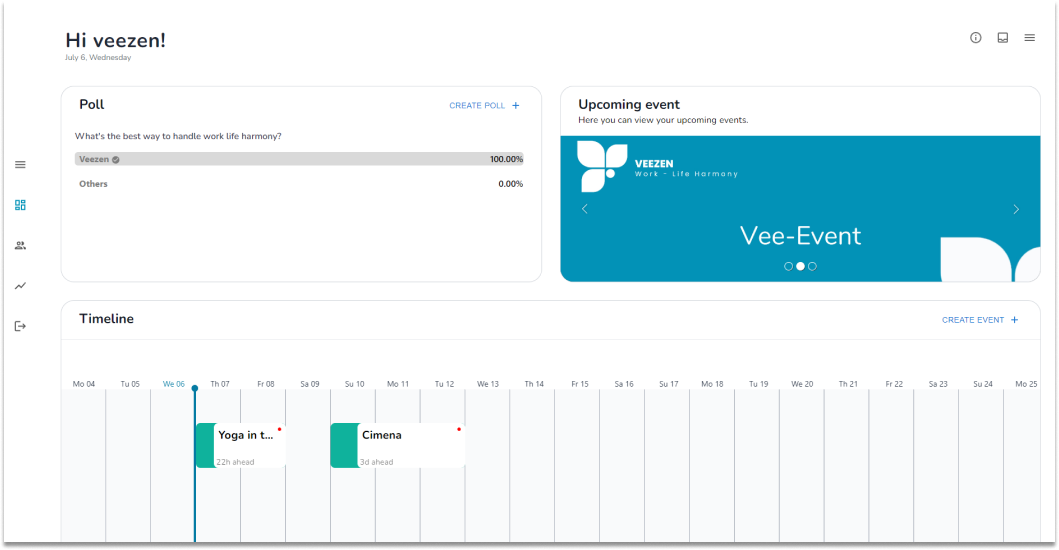 Hi veezen!
July 6, Wednesday
Poll
CREATE POLL +
What's the best way to handle work life harmony?
Veezen 100.00%
Others 0.00%
Upcoming event
Here you can view your upcoming events.
VEEZEN
Work - Life Harmony
Vee-Event
Timeline
CREATE EVENT +
Mo 04 Tu 05 We 06 Th 07 Fr 08 Sa 09 Su 10 Mo 11 Tu 12 We 13 Th 14 Fr 15 Sa 16 Su 17 Mo 18 Tu 19 We 20 Th 21 Fr 22 Sa 23 Su 24 Mo 25
Yoga in t...
22h ahead
Cimena
3d ahead